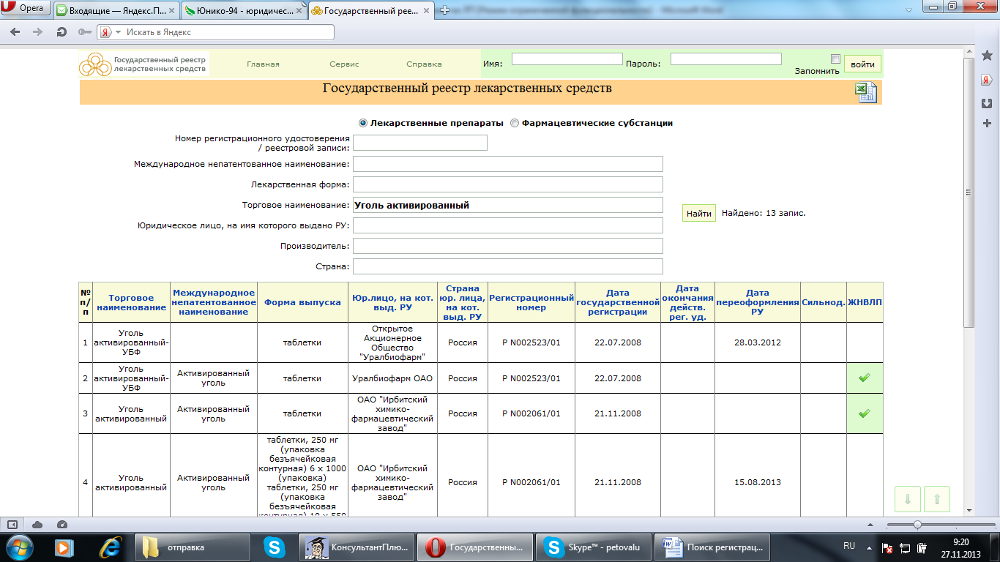 Opera
Входящие — Яндекс.П...
Юнико-94 - юридичес...
Государственный рее...
Искать в Яндекс
Государственный реестр
лекарственных средств
Главная
Сервис
Справка
Имя:
Пароль:
Запомнить
войти
Государственный реестр лекарственных средств
Лекарственные препараты
Фармацевтические субстанции
Номер регистрационного удостоверения
/ реестровой записи:
Международное непатентованное наименование:
Лекарственная форма:
Торговое наименование: Уголь активированный
Найти
Найдено: 13 запис.
Юридическое лицо, на имя которого выдано РУ:
Производитель:
Страна:
№
п/
п
Торговое
наименование
Международное
непатентованное
наименование
Форма выпуска
Юр.лицо, на кот.
выд. РУ
Страна
юр. лица,
на кот.
выд. РУ
Регистрационный
номер
Дата
государственной
регистрации
Дата
окончания
действ.
рег. уд.
Дата
переоформления
РУ
Сильнод.
ЖНВЛП
1
Уголь
активированный-
УБФ
таблетки
Открытое
Акционерное
Общество
"Уралбиофарм"
Россия
Р N002523/01
22.07.2008
28.03.2012
2
Уголь
активированный-
УБФ
Активированный
уголь
таблетки
Уралбиофарм ОАО
Россия
Р N002523/01
22.07.2008
3
Уголь
активированный
Активированный
уголь
таблетки
ОАО "Ирбитский
химико-
фармацевтический
завод"
Россия
Р N002061/01
21.11.2008
4
Уголь
активированный
Активированный
уголь
таблетки, 250 мг
(упаковка
безъячейковая
контурная) 6 х 1000
(упаковка)
таблетки, 250 мг
(упаковка
безъячейковая
контурная) 10 х 550
ОАО "Ирбитский
химико-
фармацевтический
завод"
Россия
Р N002061/01
21.11.2008
15.08.2013
отправка
КонсультантПлю...
Государственны...
Skype™ - petovalu
Поиск регистрац...
RU
9:20
27.11.2013